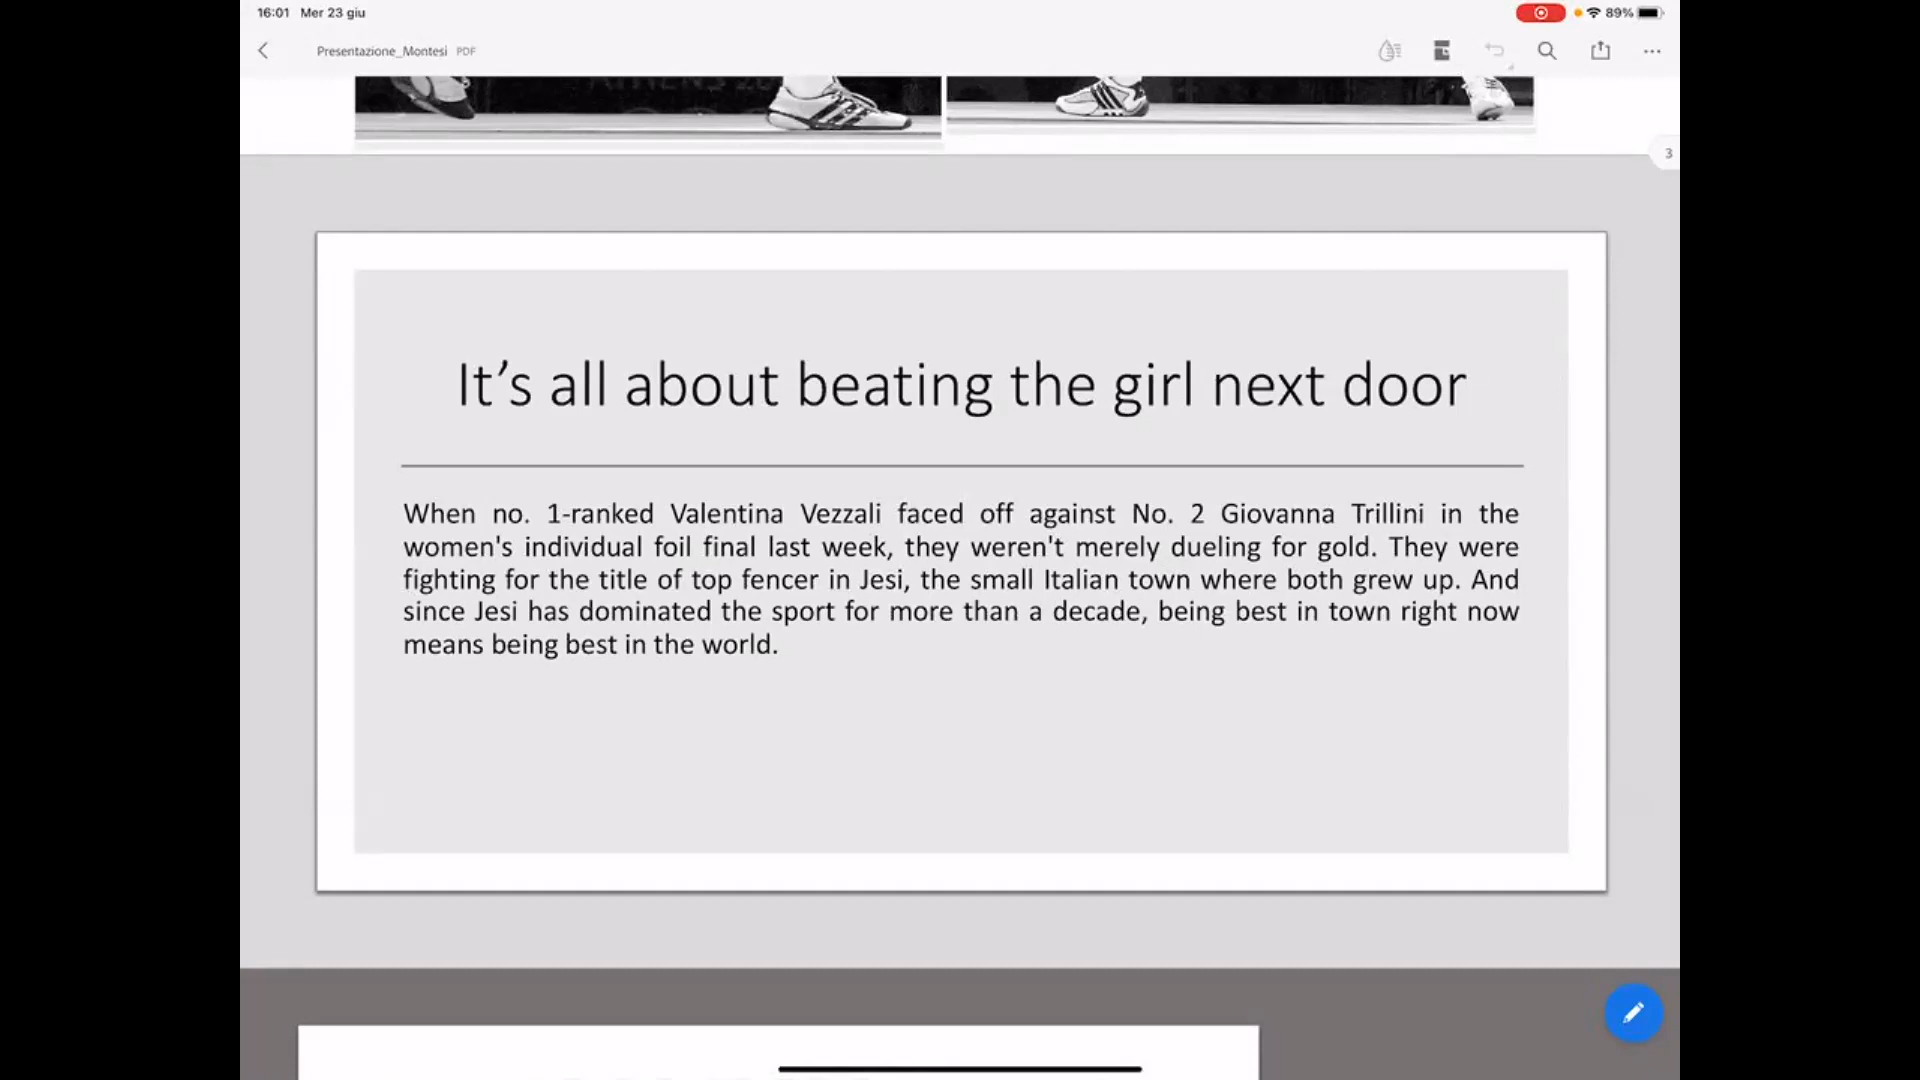 16:01 Mer 23 giu
89%
Presentazione_Montesi PDF
3
It's all about beating the girl next door
When no. 1-ranked Valentina Vezzali faced off against No. 2 Giovanna Trillini in the
women's individual foil final last week, they weren't merely dueling for gold. They were
fighting for the title of top fencer in Jesi, the small Italian town where both grew up. And
since Jesi has dominated the sport for more than a decade, being best in town right now
means being best in the world.